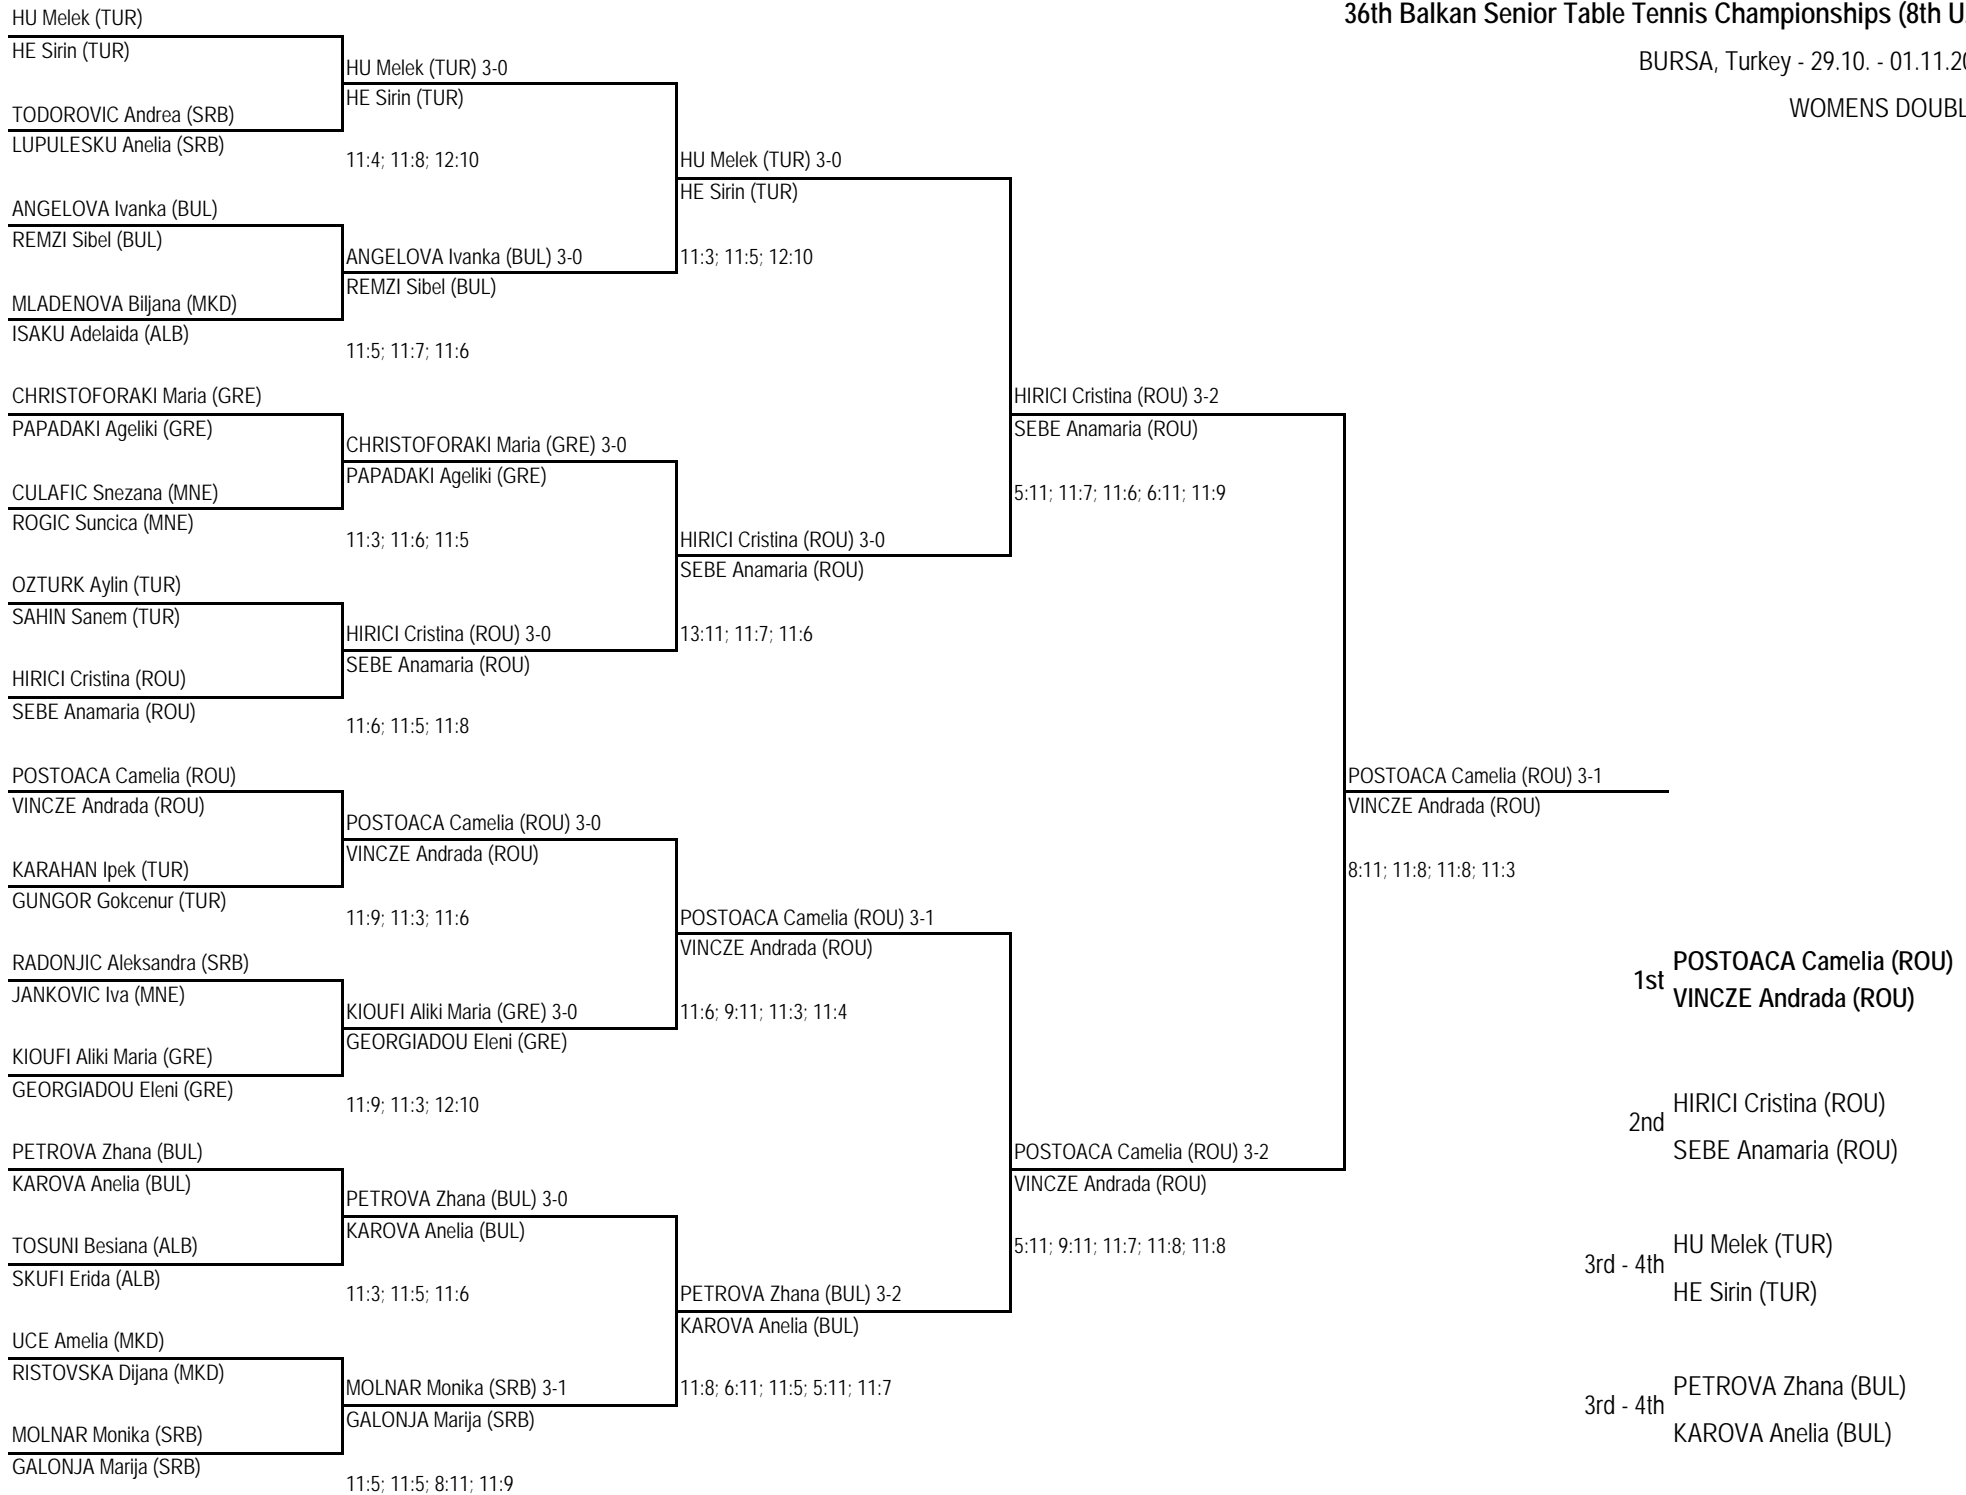 36th Balkan Senior Table Tennis Championships (8th U
BURSA, Turkey - 29.10. - 01.11.20
WOMENS DOUBL
HU Melek (TUR)
HE Sirin (TUR)
TODOROVIC Andrea (SRB)
LUPULESKU Anelia (SRB)
ANGELOVA Ivanka (BUL)
REMZI Sibel (BUL)
MLADENOVA Biljana (MKD)
ISAKU Adelaida (ALB)
CHRISTOFORAKI Maria (GRE)
PAPADAKI Ageliki (GRE)
CULAFIC Snezana (MNE)
ROGIC Suncica (MNE)
OZTURK Aylin (TUR)
SAHIN Sanem (TUR)
HIRICI Cristina (ROU)
SEBE Anamaria (ROU)
POSTOACA Camelia (ROU)
VINCZE Andrada (ROU)
KARAHAN Ipek (TUR)
GUNGOR Gokcenur (TUR)
RADONJIC Aleksandra (SRB)
JANKOVIC Iva (MNE)
KIOUFI Aliki Maria (GRE)
GEORGIADOU Eleni (GRE)
PETROVA Zhana (BUL)
KAROVA Anelia (BUL)
TOSUNI Besiana (ALB)
SKUFI Erida (ALB)
UCE Amelia (MKD)
RISTOVSKA Dijana (MKD)
MOLNAR Monika (SRB)
GALONJA Marija (SRB)
HU Melek (TUR) 3-0
HE Sirin (TUR)
11:4; 11:8; 12:10
ANGELOVA Ivanka (BUL) 3-0
REMZI Sibel (BUL)
11:5; 11:7; 11:6
CHRISTOFORAKI Maria (GRE) 3-0
PAPADAKI Ageliki (GRE)
11:3; 11:6; 11:5
HIRICI Cristina (ROU) 3-0
SEBE Anamaria (ROU)
11:6; 11:5; 11:8
POSTOACA Camelia (ROU) 3-0
VINCZE Andrada (ROU)
11:9; 11:3; 11:6
KIOUFI Aliki Maria (GRE) 3-0
GEORGIADOU Eleni (GRE)
11:9; 11:3; 12:10
PETROVA Zhana (BUL) 3-0
KAROVA Anelia (BUL)
11:3; 11:5; 11:6
MOLNAR Monika (SRB) 3-1
GALONJA Marija (SRB)
11:5; 11:5; 8:11; 11:9
HU Melek (TUR) 3-0
HE Sirin (TUR)
11:3; 11:5; 12:10
HIRICI Cristina (ROU) 3-0
SEBE Anamaria (ROU)
13:11; 11:7; 11:6
POSTOACA Camelia (ROU) 3-1
VINCZE Andrada (ROU)
11:6; 9:11; 11:3; 11:4
PETROVA Zhana (BUL) 3-2
KAROVA Anelia (BUL)
11:8; 6:11; 11:5; 5:11; 11:7
HIRICI Cristina (ROU) 3-2
SEBE Anamaria (ROU)
5:11; 11:7; 11:6; 6:11; 11:9
POSTOACA Camelia (ROU) 3-2
VINCZE Andrada (ROU)
5:11; 9:11; 11:7; 11:8; 11:8
POSTOACA Camelia (ROU) 3-1
VINCZE Andrada (ROU)
8:11; 11:8; 11:8; 11:3
1st
POSTOACA Camelia (ROU)
VINCZE Andrada (ROU)
2nd
HIRICI Cristina (ROU)
SEBE Anamaria (ROU)
3rd - 4th
HU Melek (TUR)
HE Sirin (TUR)
3rd - 4th
PETROVA Zhana (BUL)
KAROVA Anelia (BUL)